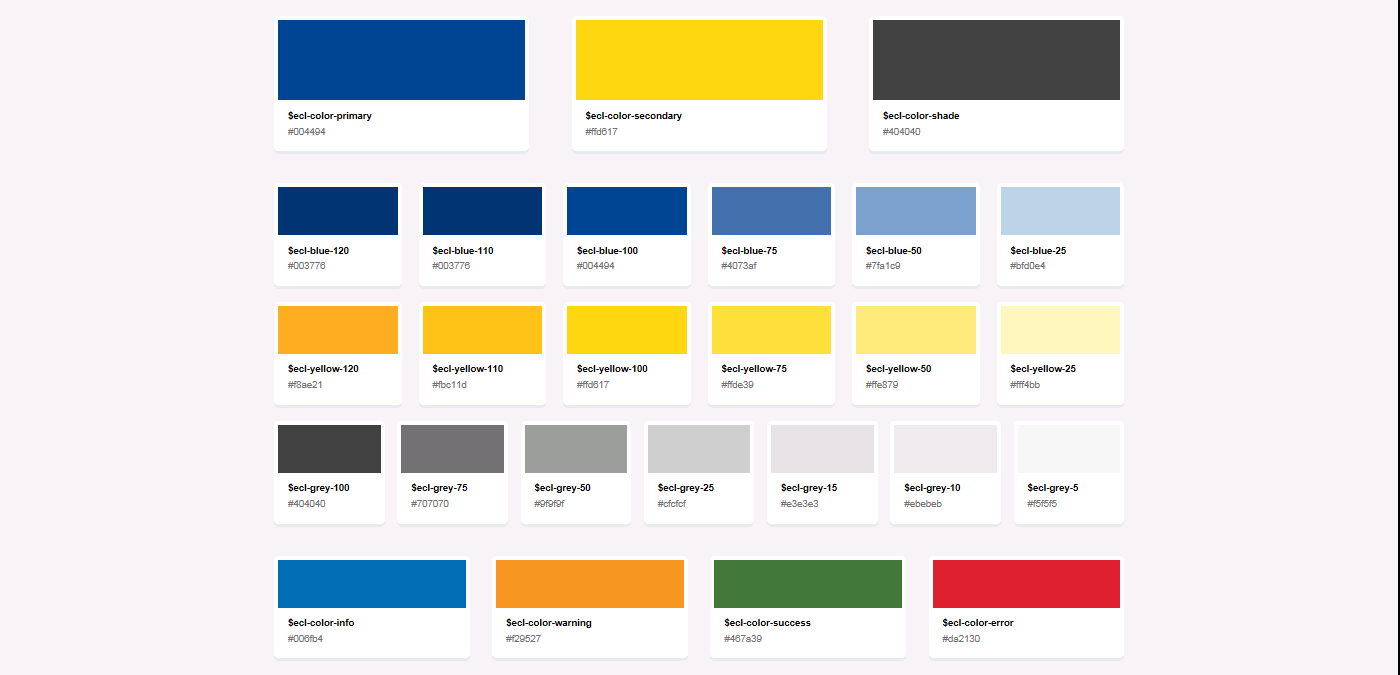 $ecl-color-primary
#004494
$ecl-color-secondary
#ffd617
$ecl-color-shade
#404040
$ecl-blue-120
#003776
$ecl-blue-110
#003776
$ecl-blue-100
#004494
$ecl-blue-75
#4073af
$ecl-blue-50
#7fa1c9
$ecl-blue-25
#bfd0e4
$ecl-yellow-120
#f8ae21
$ecl-yellow-110
#fbc11d
$ecl-yellow-100
#ffd617
$ecl-yellow-75
#ffde39
$ecl-yellow-50
#ffe879
$ecl-yellow-25
#fff4bb
$ecl-grey-100
#404040
$ecl-grey-75
#707070
$ecl-grey-50
#9f9f9f
$ecl-grey-25
#cfcfcf
$ecl-grey-15
#e3e3e3
$ecl-grey-10
#ebebeb
$ecl-grey-5
#f5f5f5
$ecl-color-info
#006fb4
$ecl-color-warning
#f29527
$ecl-color-success
#467a39
$ecl-color-error
#da2130